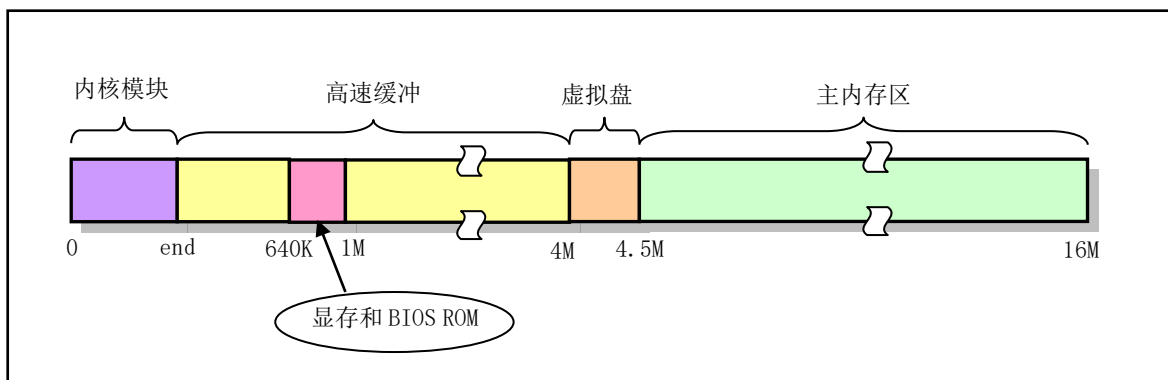 内核模块
高速缓冲
虚拟盘
主内存区
0
end
640K
1M
4M
4.5M
16M
显存和 BIOS ROM